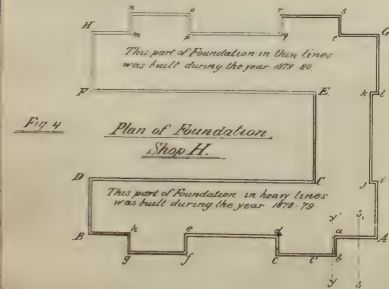 n o r s
H m p q t G
This part of Foundation in thin lines
was built during the year 1879-80.
F E k l
Fig 4
Plan of Foundation
Shop H.
D C j i
This part of Foundation in heavy lines
was built during the year 1878-79
B h e d a y' s, A
g f c c' b
y s